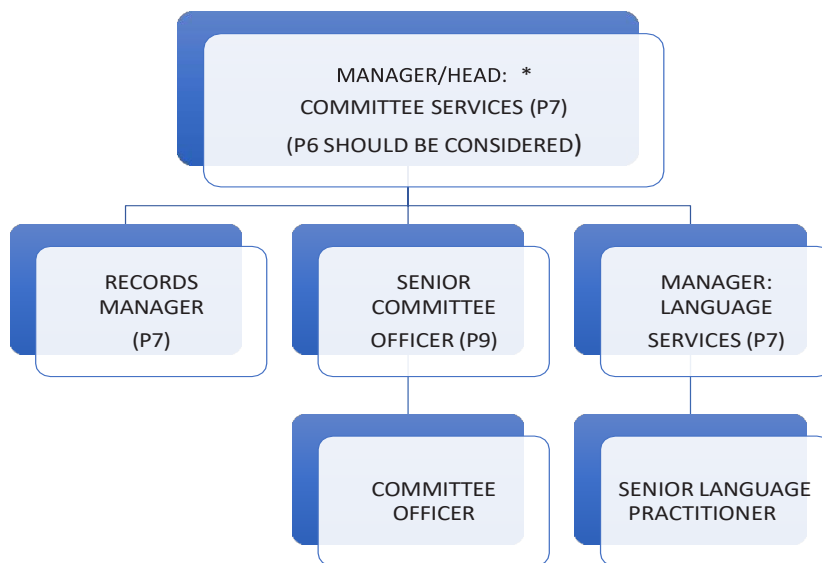 MANAGER/HEAD: *
COMMITTEE SERVICES (P7)
(P6 SHOULD BE CONSIDERED)
RECORDS
MANAGER
(P7)
SENIOR
COMMITTEE
OFFICER (P9)
MANAGER:
LANGUAGE
SERVICES (P7)
COMMITTEE
OFFICER
SENIOR LANGUAGE
PRACTITIONER